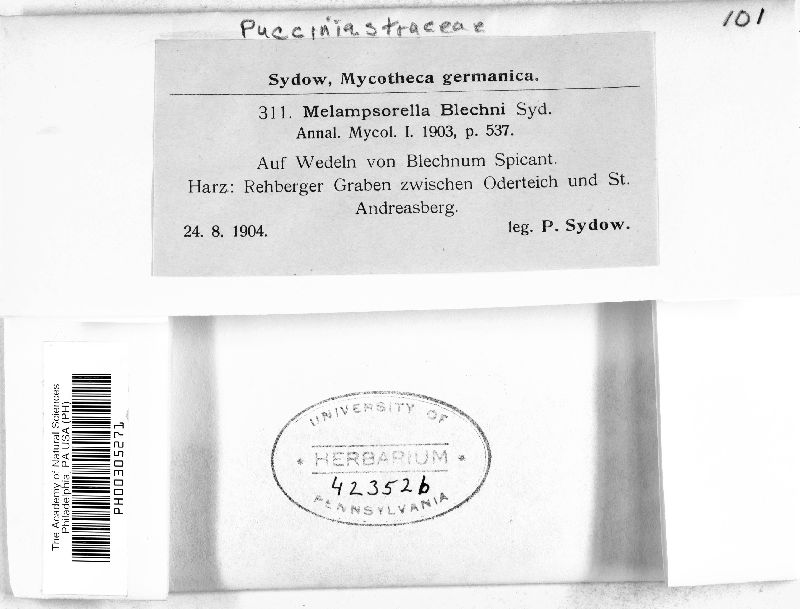 Pucciniastraceae
101
Sydow, Mycotheca germanica.
311. Melampsorella Blechni Syd.
Annal. Mycol. I. 1903, p. 537.
Auf Wedeln von Blechnum Spicant.
Harz: Rehberger Graben zwischen Oderteich und St.
Andreasberg.
24. 8. 1904. leg. P. Sydow.
The Academy of Natural Sciences
Philadelphia, PA USA (PH)
PH00305271
UNIVERSITY OF
* HERBARIUM *
423526
PENNSYLVANIA